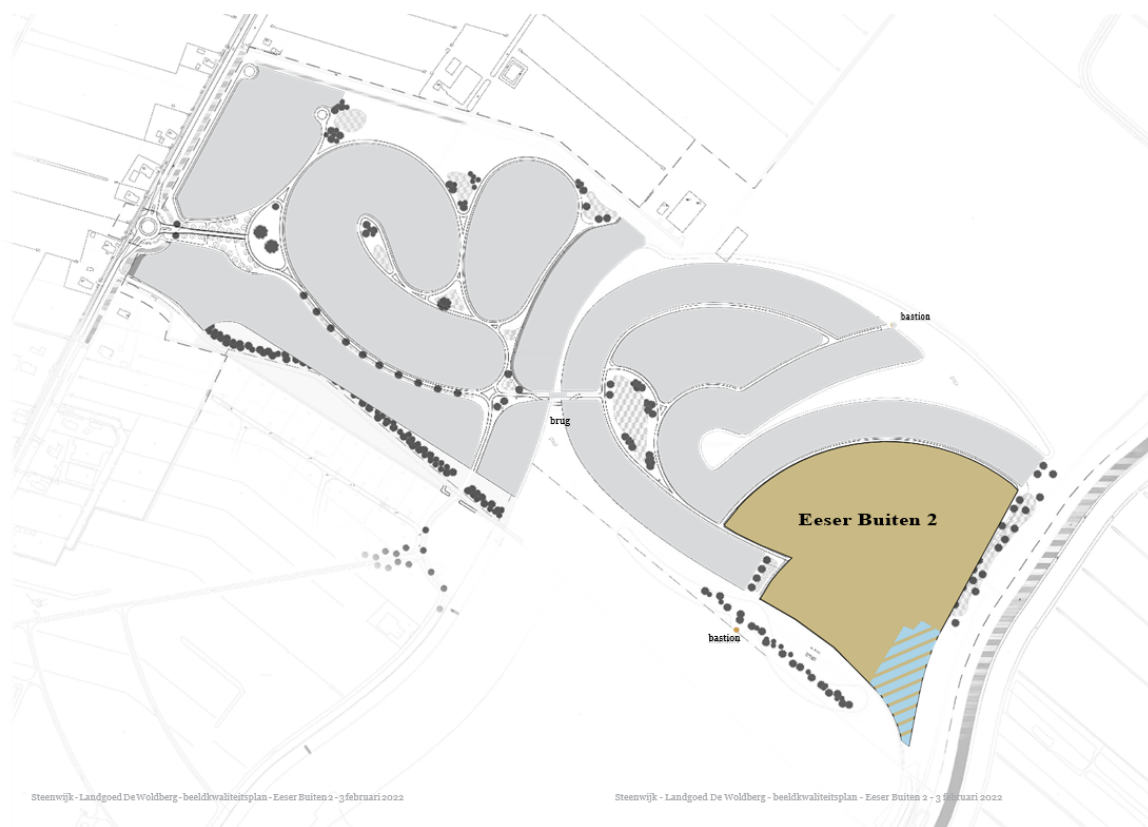 bastion
brug
Eeser Buiten 2
bastion
Steenwijk - Landgoed De Woldberg - beeldkwaliteitsplan - Eeser Buiten 2 - 3 februari 2022
Steenwijk - Landgoed De Woldberg - beeldkwaliteitsplan - Eeser Buiten 2 - 3 februari 2022